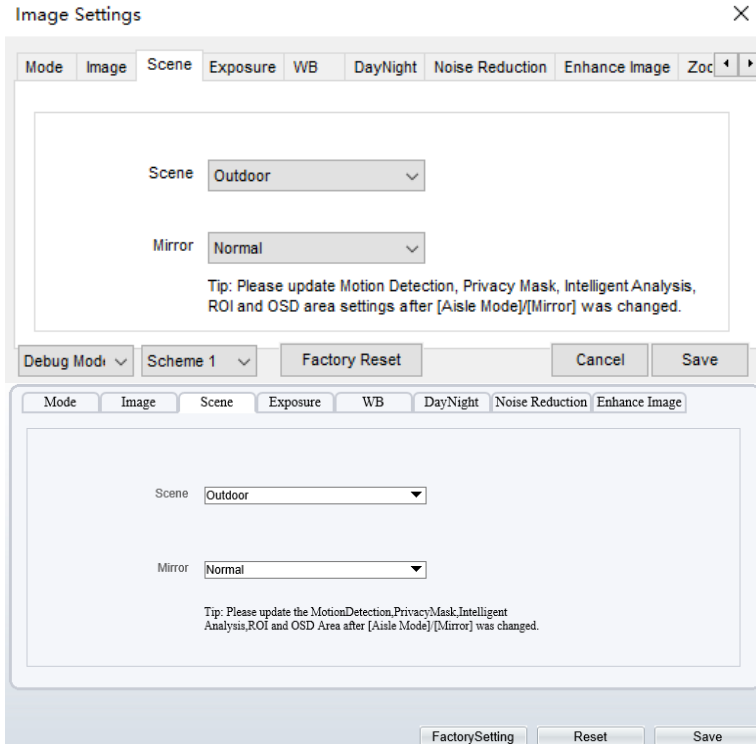 Image Settings
Mode Image Scene Exposure WB DayNight Noise Reduction Enhance Image
Scene Outdoor
Mirror Normal
Tip: Please update Motion Detection, Privacy Mask, Intelligent Analysis,
ROI and OSD area settings after [Aisle Mode]/[Mirror] was changed.
Debug Scheme 1 Factory Reset Cancel Save
Mode Image Scene Exposure WB DayNight Noise Reduction Enhance Image
Scene Outdoor
Mirror Normal
Tip: Please update the MotionDetection,PrivacyMask,Intelligent
Analysis,ROI and OSD Area after [Aisle Mode]/[Mirror] was changed.
FactorySetting Reset Save